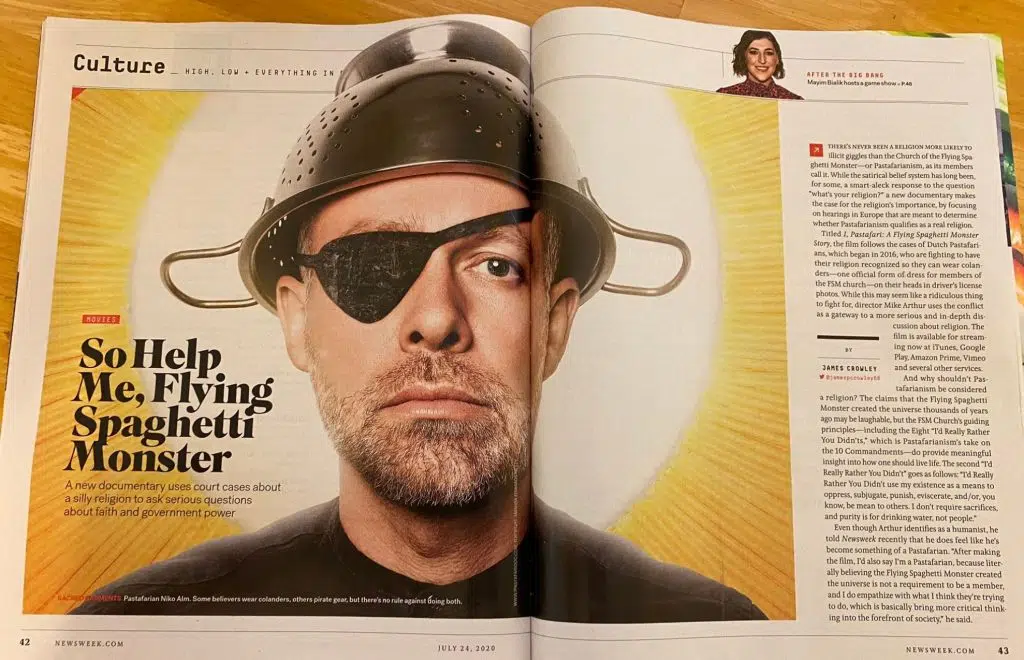 Culture _ HIGH, LOW + EVERYTHING IN
MOVIES
So Help
Me, Flying
Spaghetti
Monster
A new documentary uses court cases about
a silly religion to ask serious questions
about faith and government power
Pastafarian Niko Alm. Some believers wear colanders, others pirate gear, but there's no rule against doing both.
42 NEWSWEEK.COM
JULY 24, 2020
AFTER THE BIG BANG
Mayim Bialik hosts a game show – P.46
THERE'S NEVER BEEN A RELIGION MORE LIKELY TO
illicit giggles than the Church of the Flying Spa-
ghetti Monster—or Pastafarianism, as its members
call it. While the satirical belief system has long been,
for some, a smart-aleck response to the question
"what's your religion?" a new documentary makes
the case for the religion's importance, by focusing
on hearings in Europe that are meant to determine
whether Pastafarianism qualifies as a real religion.
Titled I, Pastafari: A Flying Spaghetti Monster
Story, the film follows the cases of Dutch Pastafari-
ans, which began in 2016, who are fighting to have
their religion recognized so they can wear colan-
ders—one official form of dress for members of
the FSM church—on their heads in driver's license
photos. While this may seem like a ridiculous thing
to fight for, director Mike Arthur uses the conflict
as a gateway to a more serious and in-depth dis-
cussion about religion. The
film is available for stream-
ing now at iTunes, Google
Play, Amazon Prime, Vimeo
and several other services.
And why shouldn't Pas-
tafarianism be considered
a religion? The claims that the Flying Spaghetti
Monster created the universe thousands of years
ago may be laughable, but the FSM Church's guiding
principles—including the Eight "I'd Really Rather
You Didn'ts," which is Pastafarianism's take on
the 10 Commandments—do provide meaningful
insight into how one should live life. The second "I'd
Really Rather You Didn't" goes as follows: "I'd Really
Rather You Didn't use my existence as a means to
oppress, subjugate, punish, eviscerate, and/or, you
know, be mean to others. I don't require sacrifices,
and purity is for drinking water, not people."
Even though Arthur identifies as a humanist, he
told Newsweek recently that he does feel like he's
become something of a Pastafarian. "After making
the film, I'd also say I'm a Pastafarian, because liter-
ally believing the Flying Spaghetti Monster created
the universe is not a requirement to be a member,
and I do empathize with what I think they're trying
to do, which is basically bring more critical think-
ing into the forefront of society," he said.
BY
JAMES CROWLEY
NEWSWEEK.COM 43